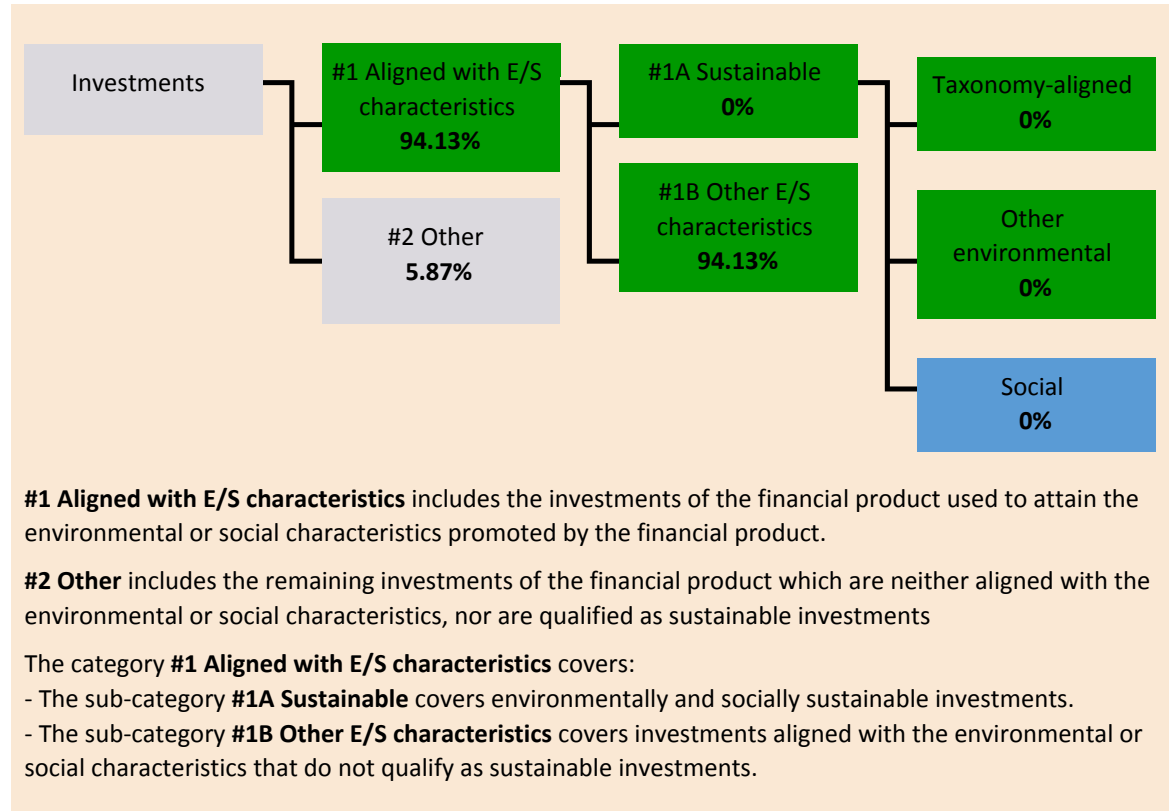 Investments
#1 Aligned with E/S
characteristics
94.13%
#2 Other
5.87%
#1A Sustainable
0%
#1B Other E/S
characteristics
94.13%
Taxonomy-aligned
0%
Other
environmental
0%
Social
0%
#1 Aligned with E/S characteristics includes the investments of the financial product used to attain the
environmental or social characteristics promoted by the financial product.
#2 Other includes the remaining investments of the financial product which are neither aligned with the
environmental or social characteristics, nor are qualified as sustainable investments
The category #1 Aligned with E/S characteristics covers:
- The sub-category #1A Sustainable covers environmentally and socially sustainable investments.
- The sub-category #1B Other E/S characteristics covers investments aligned with the environmental or
social characteristics that do not qualify as sustainable investments.